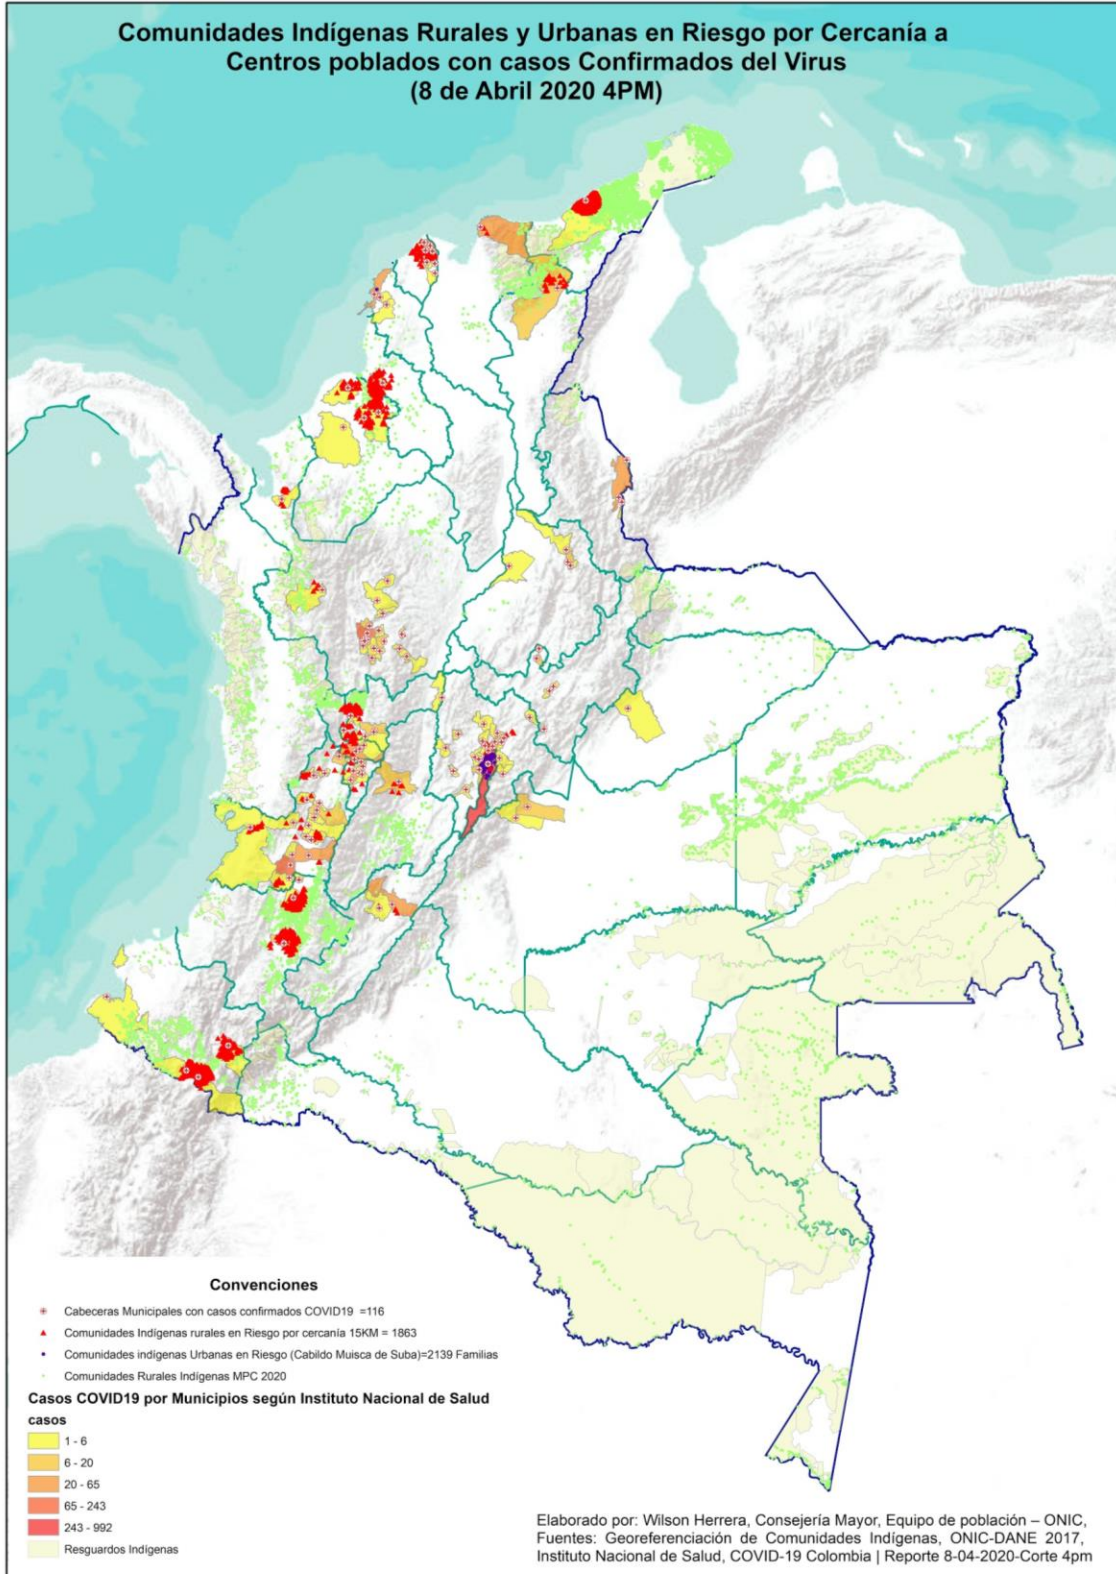 Comunidades Indígenas Rurales y Urbanas en Riesgo por Cercanía a
Centros poblados con casos Confirmados del Virus
(8 de Abril 2020 4PM)
Convenciones
Cabeceras Municipales con casos confirmados COVID19 =116
Comunidades Indígenas rurales en Riesgo por cercanía 15KM = 1863
Comunidades indígenas Urbanas en Riesgo (Cabildo Muisca de Suba)=2139 Familias
Comunidades Rurales Indígenas MPC 2020
Casos COVID19 por Municipios según Instituto Nacional de Salud
casos
1 - 6
6 - 20
20 - 65
65 - 243
243 - 992
Resguardos Indígenas
Elaborado por: Wilson Herrera, Consejería Mayor, Equipo de población – ONIC,
Fuentes: Georeferenciación de Comunidades Indígenas, ONIC-DANE 2017,
Instituto Nacional de Salud, COVID-19 Colombia | Reporte 8-04-2020-Corte 4pm